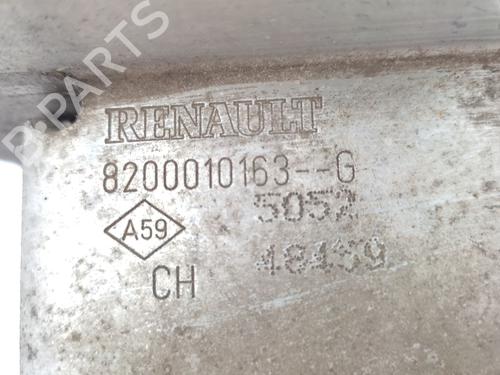 B-PARTS
RENAULT
8200010163--G
5052
A59
48459
CH